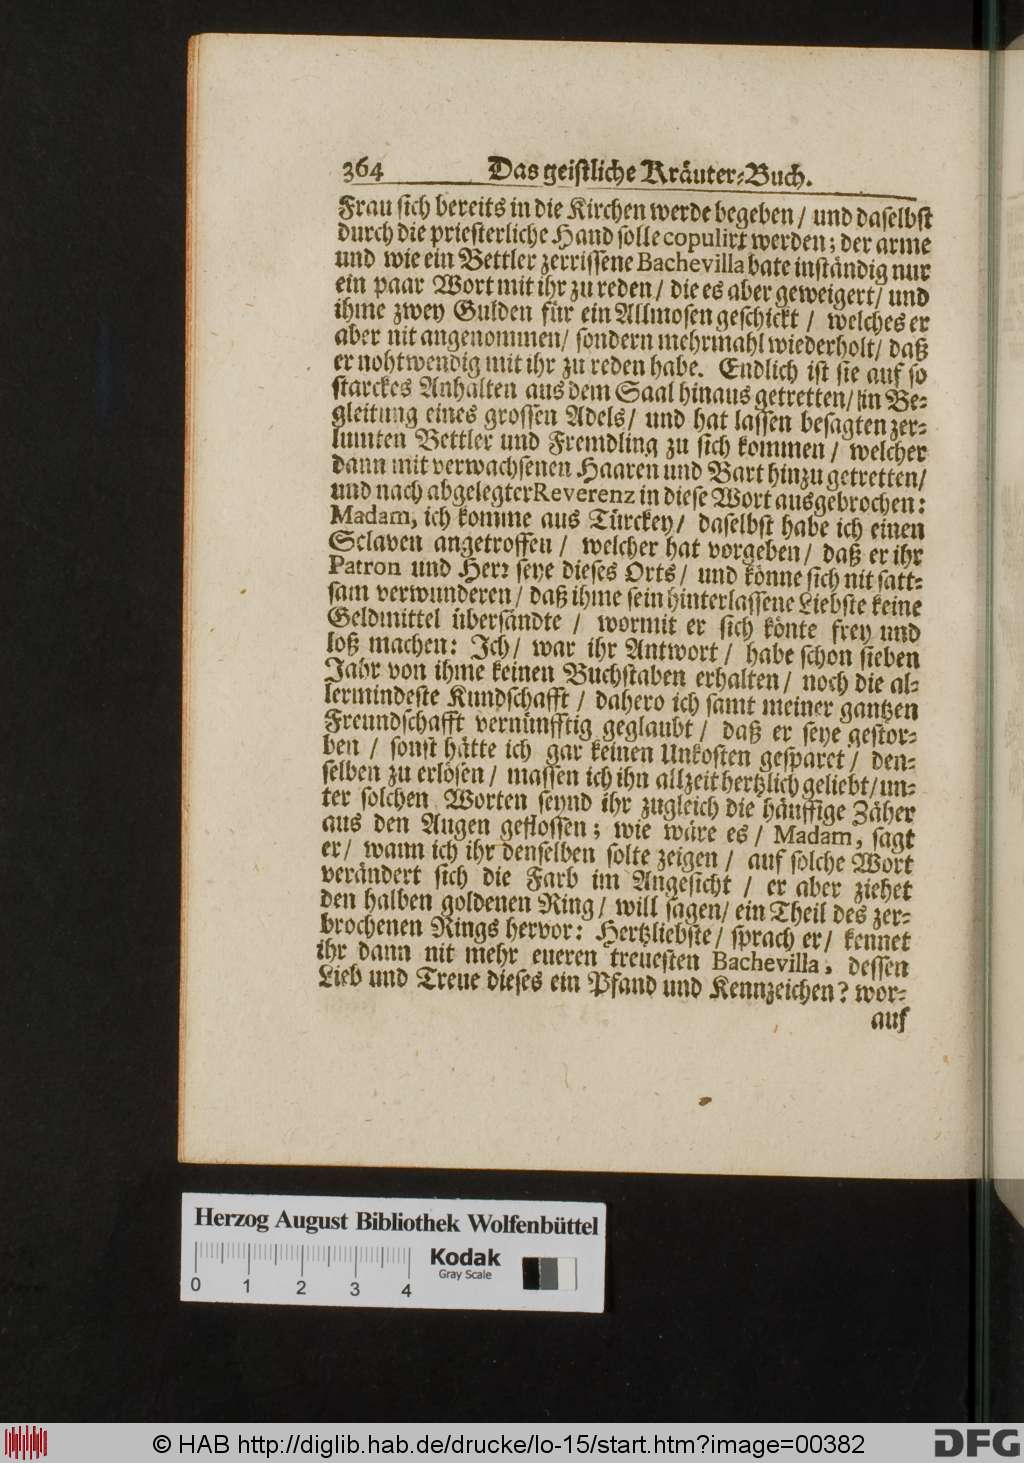 364 Das geistliche Kräuter-Buch.
Frau sich bereits in die Kirchen werde begeben / und daselbst
durch die priesterliche Hand solle copulirt werden; der arme
und wie ein Bettler zerrissene Bachevilla bate inständig nur
ein paar Wort mit ihr zu reden / die es aber geweigert / und
ihme zwey Gulden für ein Allmosen geschickt / welches er
aber nit angenommen / sondern mehrmahl wiederholt / daß
er nohtwendig mit ihr zu reden habe. Endlich ist sie auf so
starckes Anhalten aus dem Saal hinaus getretten / in Be-
gleitung eines grossen Adels / und hat lassen besagten zer-
lumten Bettler und Fremdling zu sich kommen / welcher
dann mit verwachsenen Haaren und Bart hinzu getretten /
und nach abgelegter Reverenz in diese Wort ausgebrochen:
Madam, ich komme aus Türckey / daselbst habe ich einen
Sclaven angetroffen / welcher hat vorgeben / daß er ihr
Patron und Herr seye dieses Orts / und könne sich nit satt-
sam verwunderen / daß ihme sein hinterlassene Liebste keine
Geldmittel übersändte / wormit er sich könte frey und
loß machen: Ich / war ihr Antwort / habe schon sieben
Jahr von ihme keinen Buchstaben erhalten / noch die al-
lermindeste Kundschafft / dahero ich samt meiner gantzen
Freundschafft vernünfftig geglaubt / daß er seye gestor-
ben / sonst hätte ich gar keinen Unkosten gesparet / den-
selben zu erlösen / massen ich ihn allzeit hertzlich geliebt / un-
ter solchen Worten seynd ihr zugleich die häuffige Zäher
aus den Augen geflossen; wie wäre es / Madam, sagt
er / wann ich ihr denselben solte zeigen / auf solche Wort
verändert sich die Farb im Angesicht / er aber ziehet
den halben goldenen Ring / will sagen / ein Theil des zer-
brochenen Rings hervor: Hertzliebste / sprach er / kennet
ihr dann nit mehr eueren treuesten Bachevilla, dessen
Lieb und Treue dieses ein Pfand und Kennzeichen? wor-
auf
Herzog August Bibliothek Wolfenbüttel
Kodak
Gray Scale
0 1 2 3 4
© HAB http://diglib.hab.de/drucke/lo-15/start.htm?image=00382
DFG